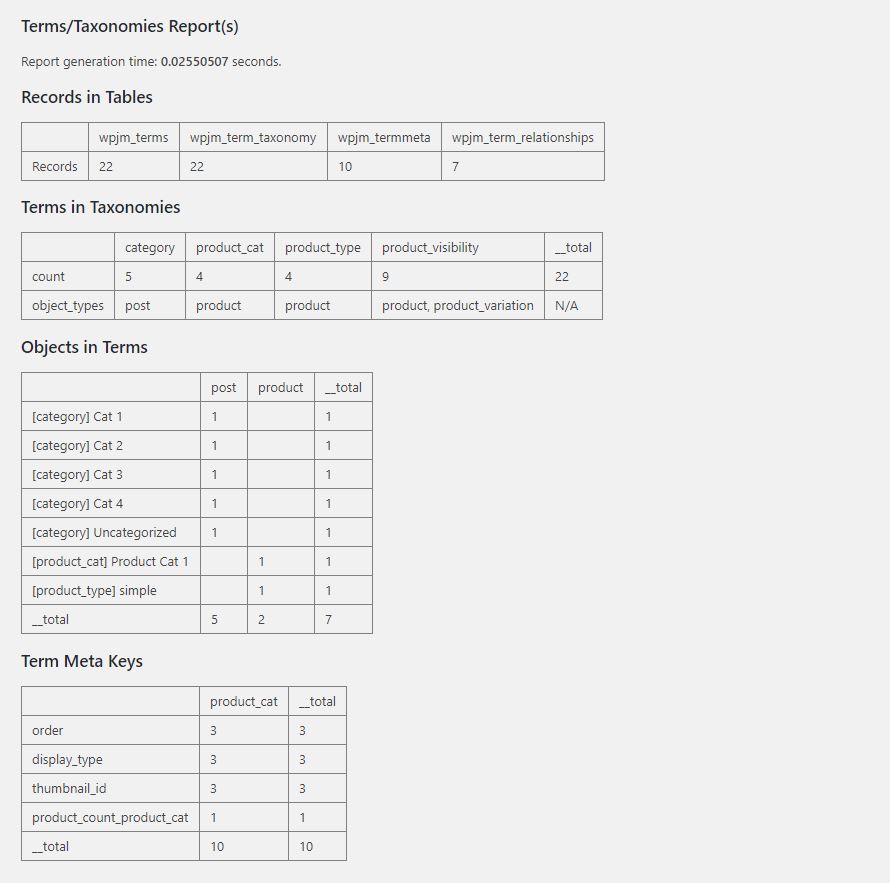 Terms/Taxonomies Report(s)
Report generation time: 0.02550507 seconds.
Records in Tables
wpjm_terms wpjm_term_taxonomy wpjm_termmeta wpjm_term_relationships
Records 22 22 10 7
Terms in Taxonomies
category product_cat product_type product_visibility __total
count 5 4 4 9 22
object_types post product product product, product_variation N/A
Objects in Terms
post product __total
[category] Cat 1 1 1
[category] Cat 2 1 1
[category] Cat 3 1 1
[category] Cat 4 1 1
[category] Uncategorized 1 1
[product_cat] Product Cat 1 1 1
[product_type] simple 1 1
__total 5 2 7
Term Meta Keys
product_cat __total
order 3 3
display_type 3 3
thumbnail_id 3 3
product_count_product_cat 1 1
__total 10 10